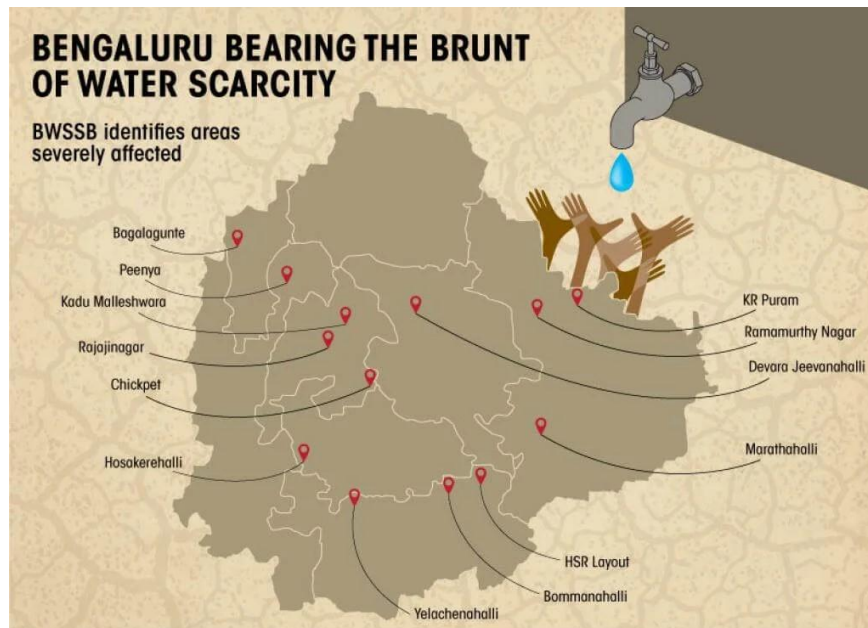 BENGALURU BEARING THE BRUNT
OF WATER SCARCITY
BWSSB identifies areas
severely affected
Bagalagunte
Peenya
Kadu Malleshwara
Rajajinagar
Chickpet
Hosakerehalli
KR Puram
Ramamurthy Nagar
Devara Jeevanahalli
Marathahalli
HSR Layout
Bommanahalli
Yelachenahalli